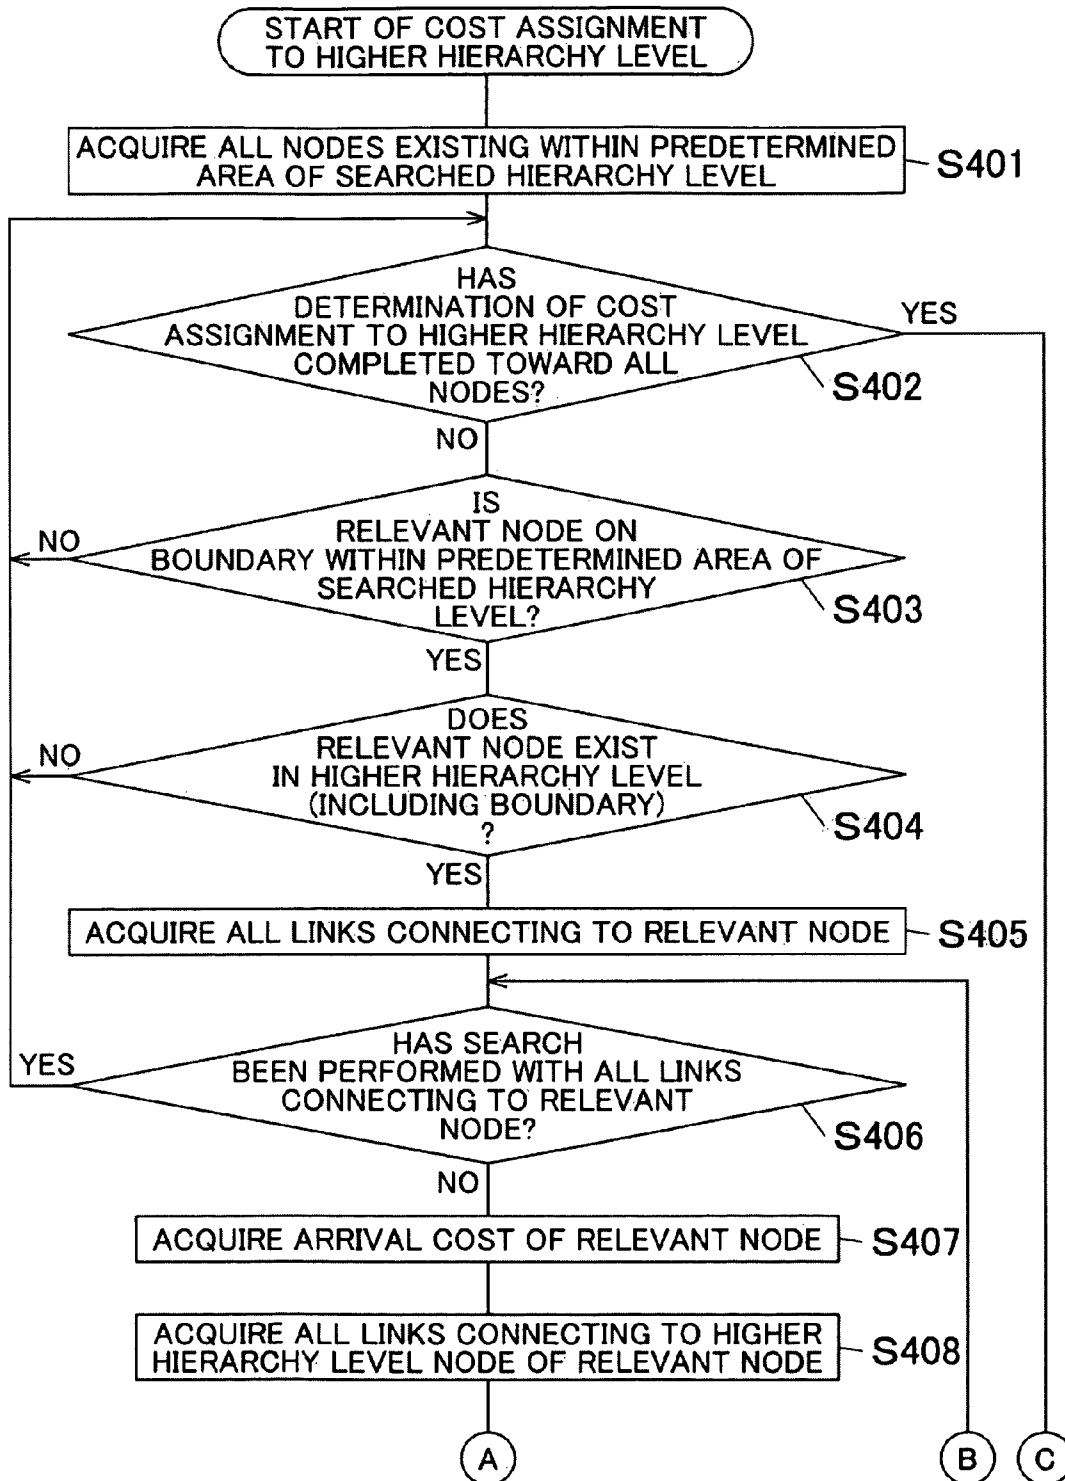 START OF COST ASSIGNMENT
TO HIGHER HIERARCHY LEVEL
ACQUIRE ALL NODES EXISTING WITHIN PREDETERMINED
AREA OF SEARCHED HIERARCHY LEVEL
S401
HAS
DETERMINATION OF COST
ASSIGNMENT TO HIGHER HIERARCHY LEVEL
COMPLETED TOWARD ALL
NODES?
YES
S402
NO
IS
RELEVANT NODE ON
BOUNDARY WITHIN PREDETERMINED AREA OF
SEARCHED HIERARCHY
LEVEL?
NO
S403
YES
DOES
RELEVANT NODE EXIST
IN HIGHER HIERARCHY LEVEL
(INCLUDING BOUNDARY)
?
NO
S404
YES
ACQUIRE ALL LINKS CONNECTING TO RELEVANT NODE
S405
HAS SEARCH
BEEN PERFORMED WITH ALL LINKS
CONNECTING TO RELEVANT
NODE?
YES
S406
NO
ACQUIRE ARRIVAL COST OF RELEVANT NODE
S407
ACQUIRE ALL LINKS CONNECTING TO HIGHER
HIERARCHY LEVEL NODE OF RELEVANT NODE
S408
A
B
C